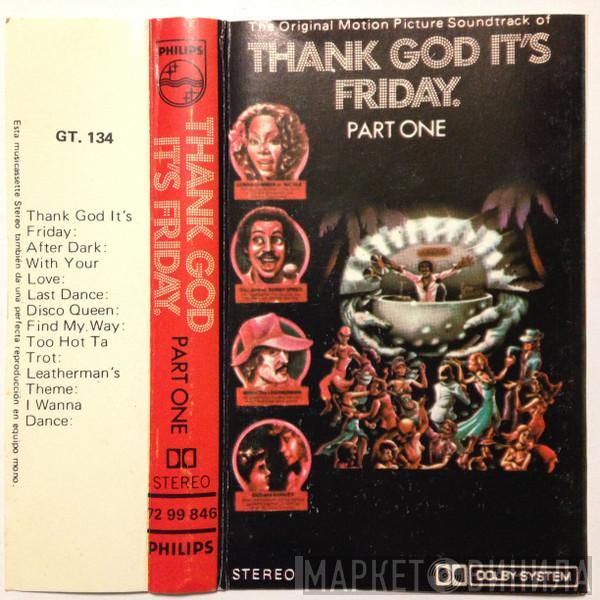 GT. 134
Thank God It's
Friday:
After Dark:
With Your
Love:
Last Dance:
Disco Queen:
Find My.Way:
Too Hot Ta
Trot:
Leatherman's
Theme:
I Wanna
Dance:
Esta musicassette Stereo también da una perfecta reproducción en equipo mono.
PHILIPS
THANK GOD
IT'S FRIDAY.
PART ONE
STEREO
72 99 846
PHILIPS
The Original Motion Picture Soundtrack of
THANK GOD IT'S
FRIDAY.
PART ONE
STEREO
DOLBY SYSTEM
МАРКЕТ ВИНИЛА